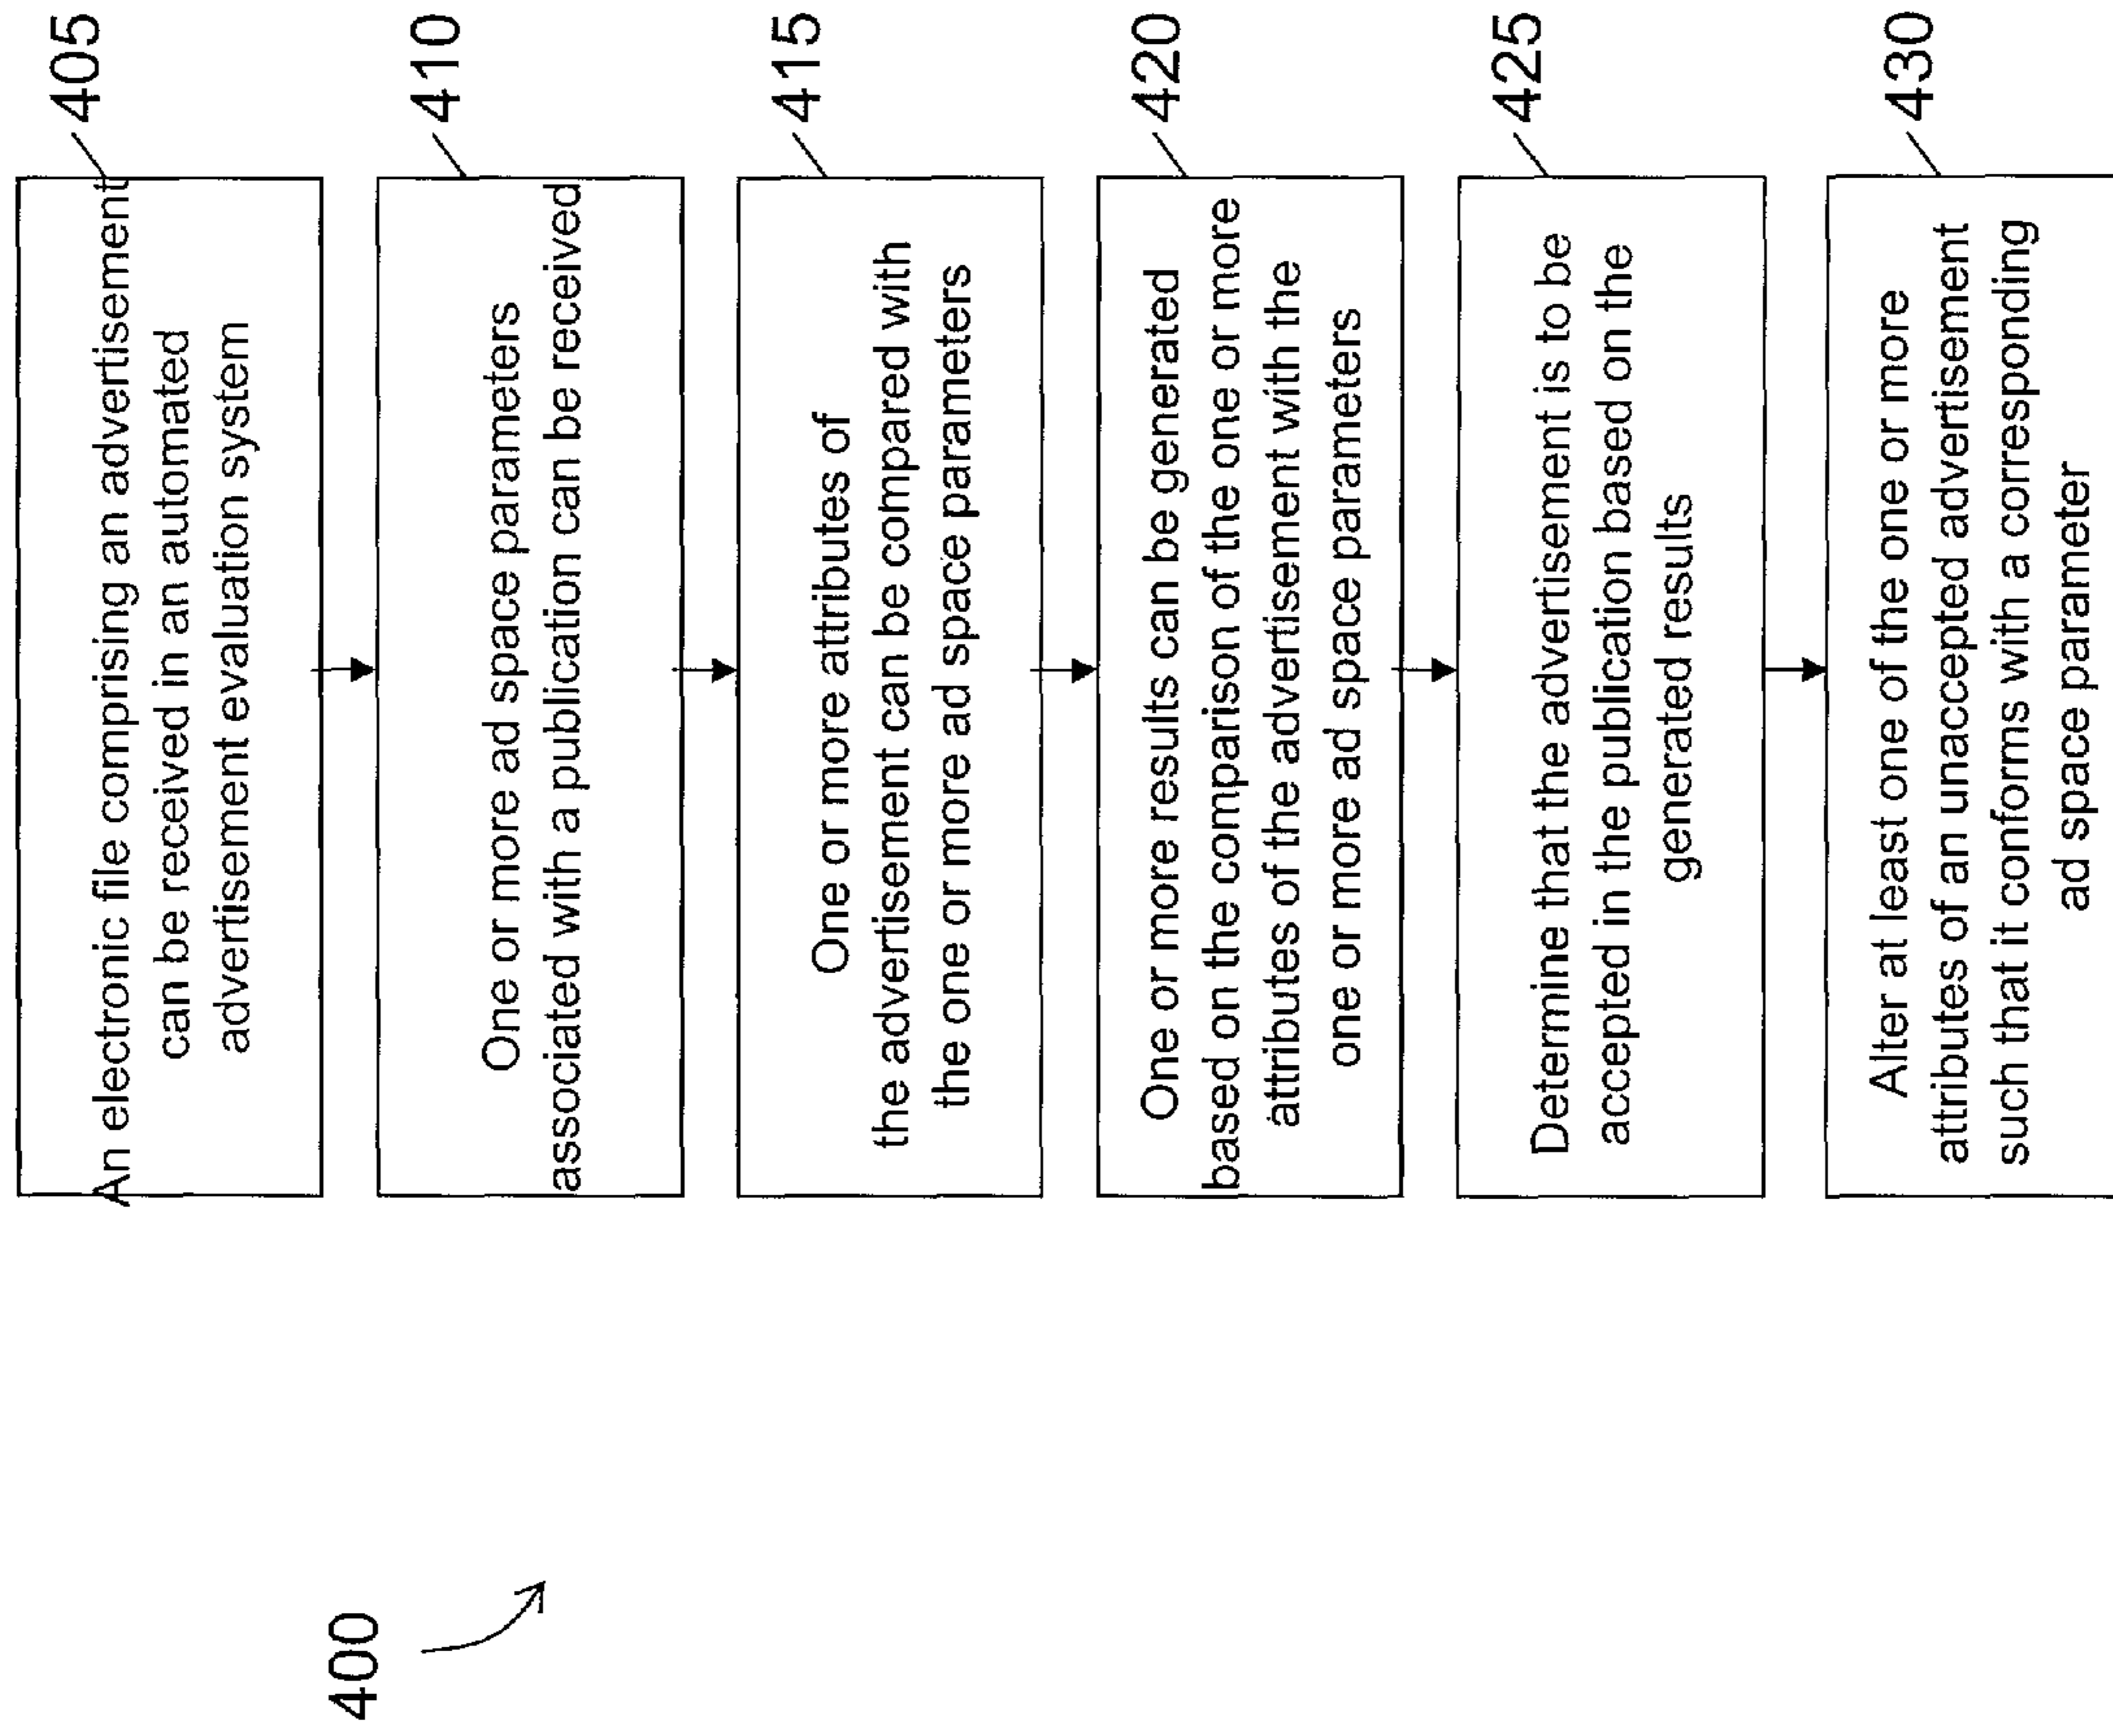 400
405
An electronic file comprising an advertisement
can be received in an automated
advertisement evaluation system
410
One or more ad space parameters
associated with a publication can be received
415
One or more attributes of
the advertisement can be compared with
the one or more ad space parameters
420
One or more results can be generated
based on the comparison of the one or more
attributes of the advertisement with the
one or more ad space parameters
425
Determine that the advertisement is to be
accepted in the publication based on the
generated results
430
Alter at least one of the one or more
attributes of an unaccepted advertisement
such that it conforms with a corresponding
ad space parameter